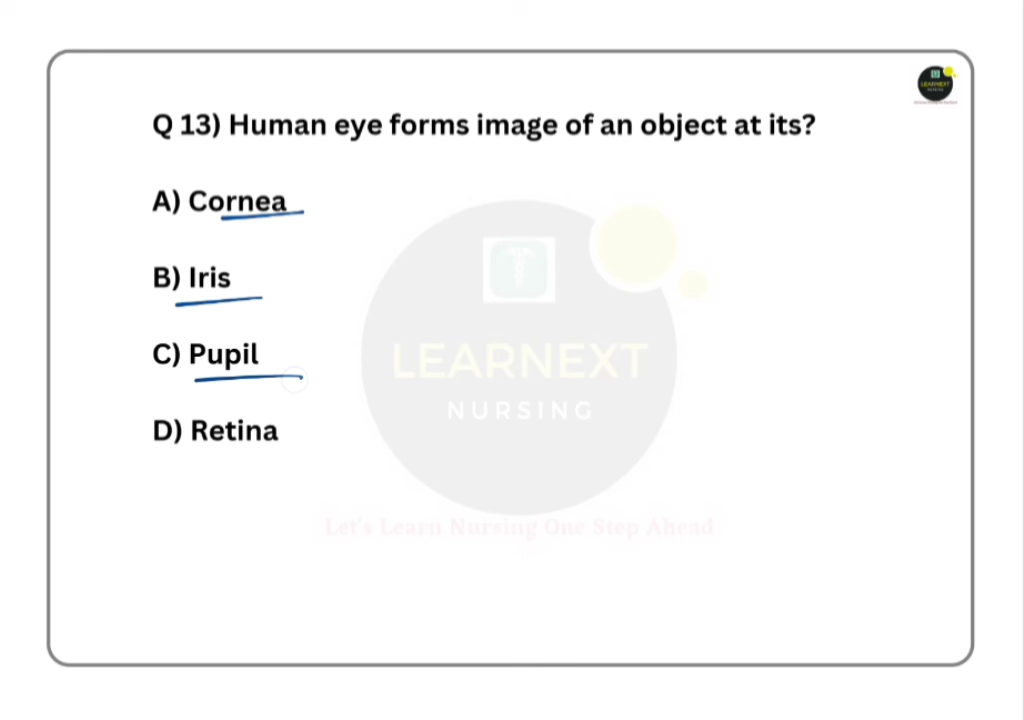 LEARNEXT
Q 13) Human eye forms image of an object at its?
A) Cornea
B) Iris
C) Pupil
D) Retina
LEARNEXT
NURSING
Let's Learn Nursing One Step Ahead